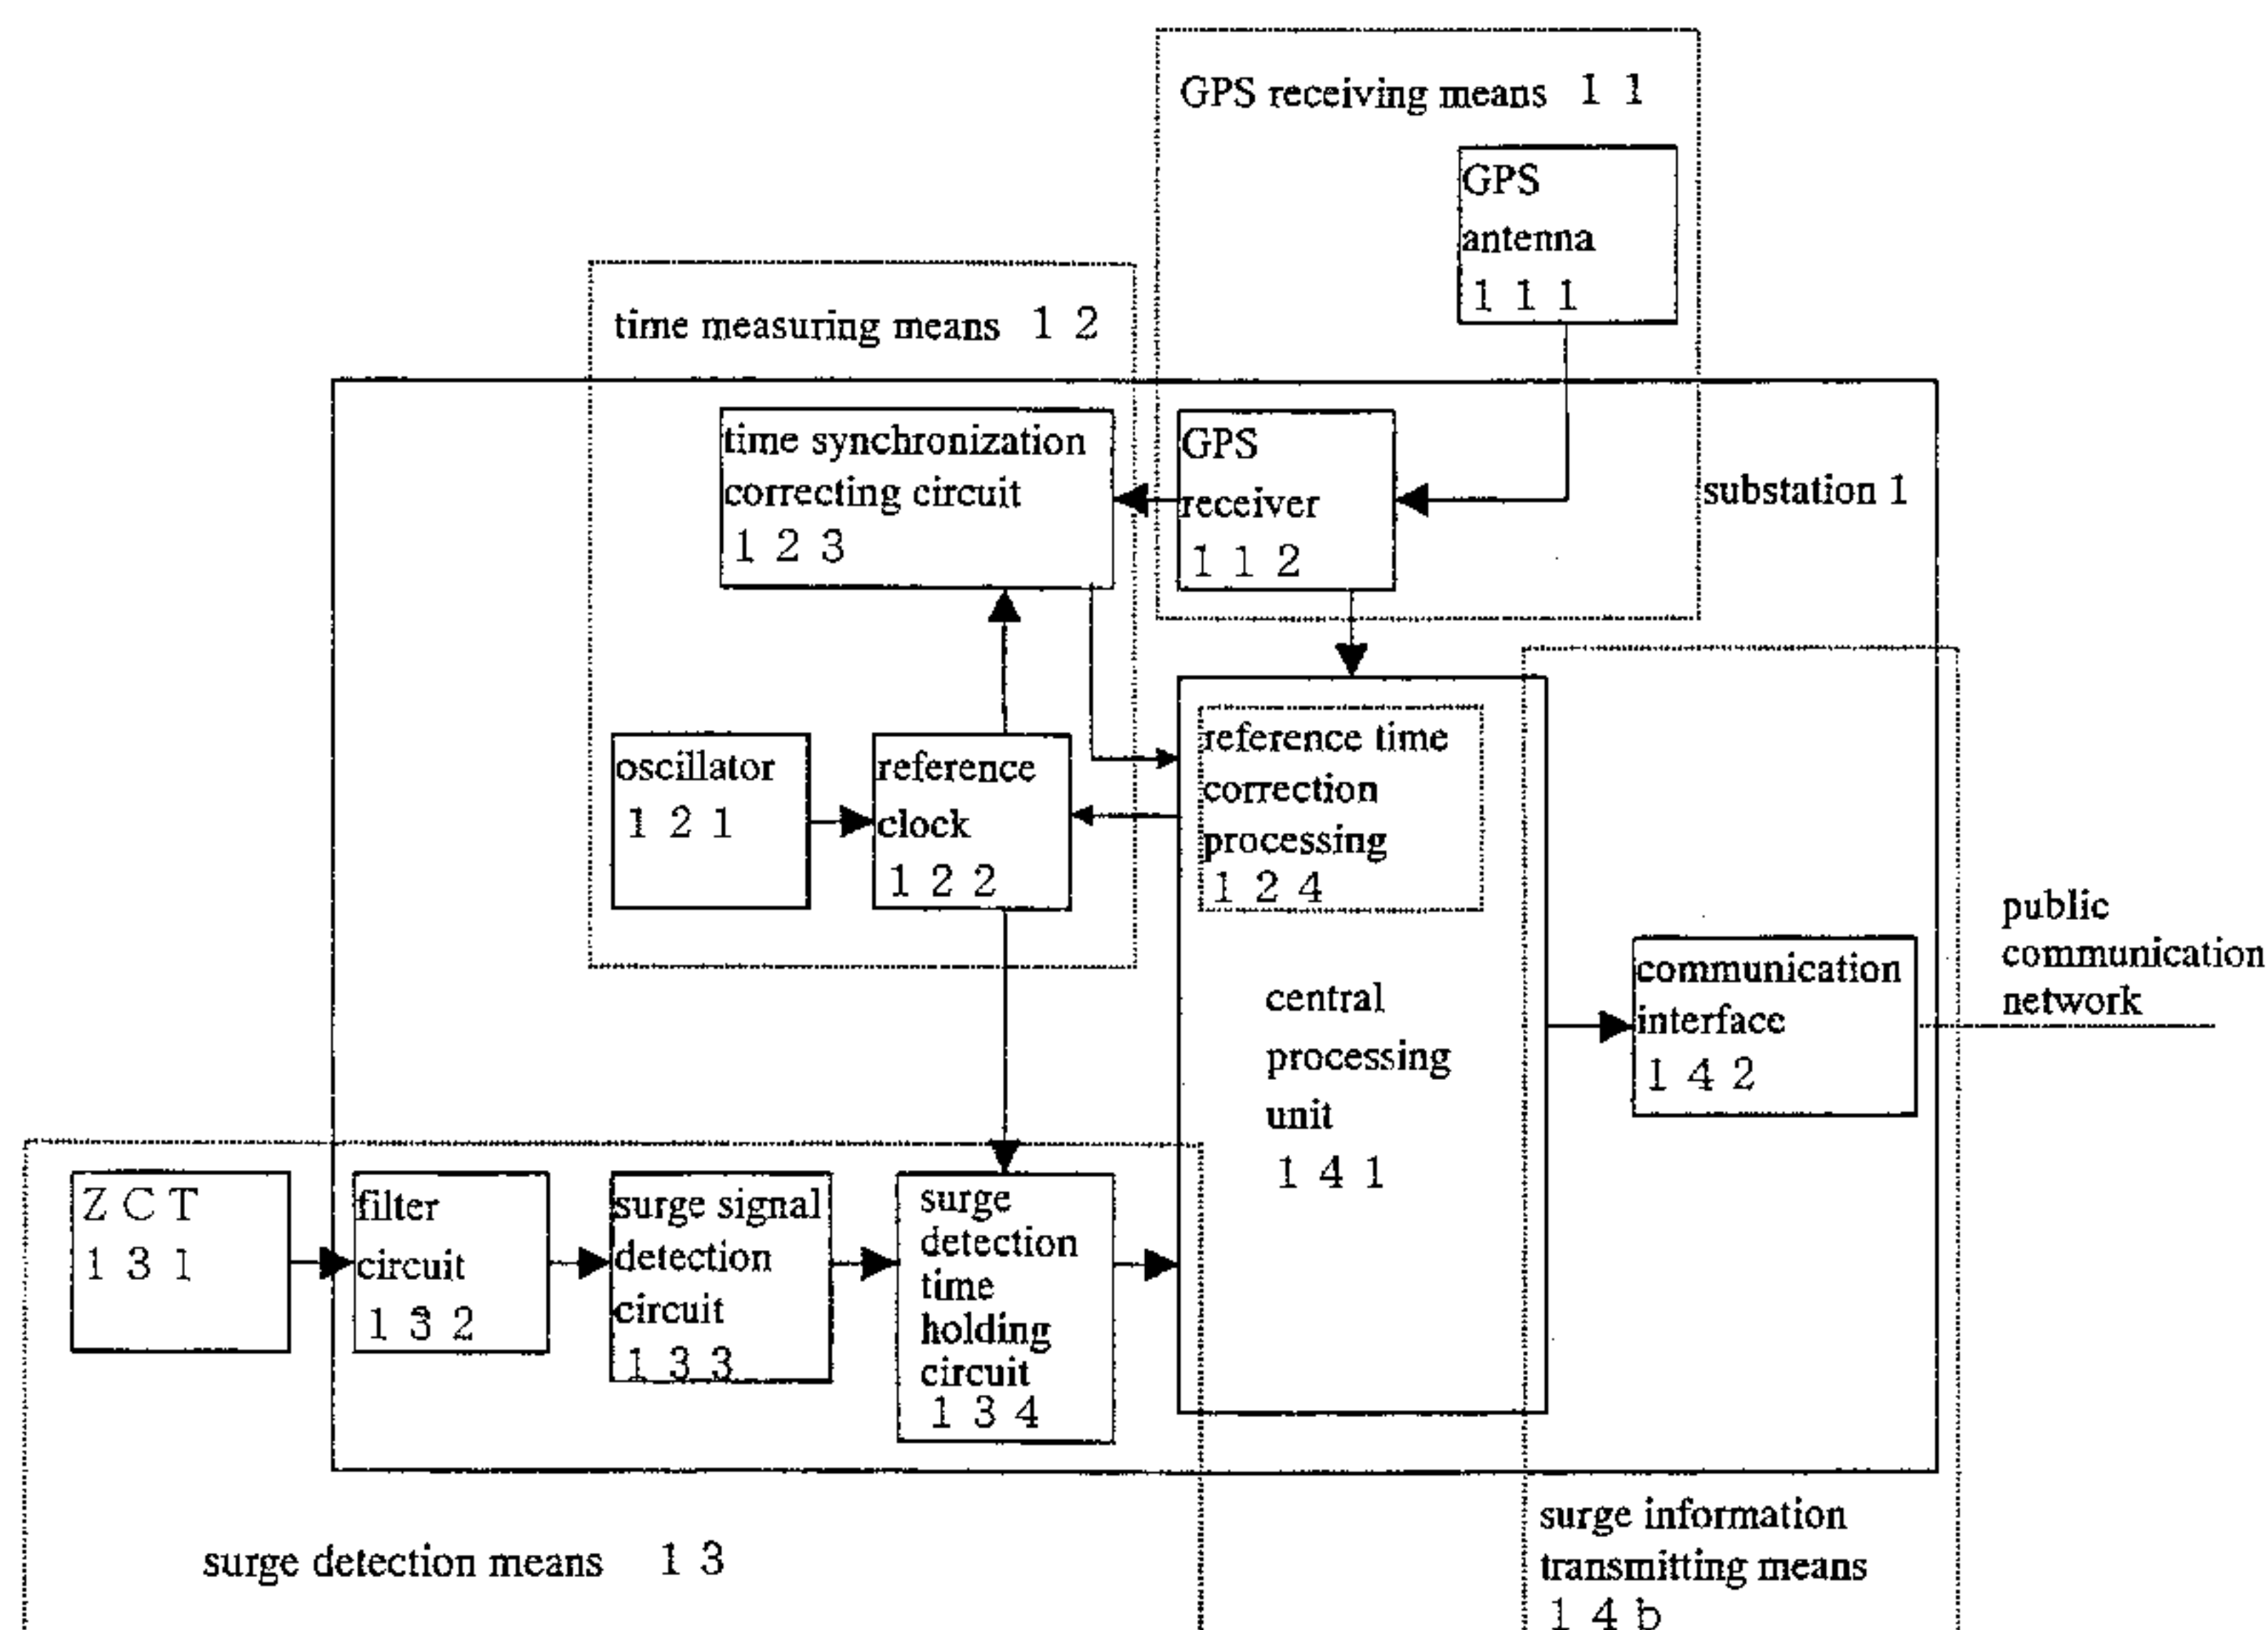 GPS receiving means 1 1
GPS
antenna
1 1 1
time measuring means 1 2
time synchronization
correcting circuit
1 2 3
GPS
receiver
1 1 2
substation 1
oscillator
1 2 1
reference
clock
1 2 2
reference time
correction
processing
1 2 4
central
processing
unit
1 4 1
communication
interface
1 4 2
public
communication
network
Z C T
1 3 1
filter
circuit
1 3 2
surge signal
detection
circuit
1 3 3
surge
detection
time
holding
circuit
1 3 4
surge detection means 1 3
surge information
transmitting means
1 4 b